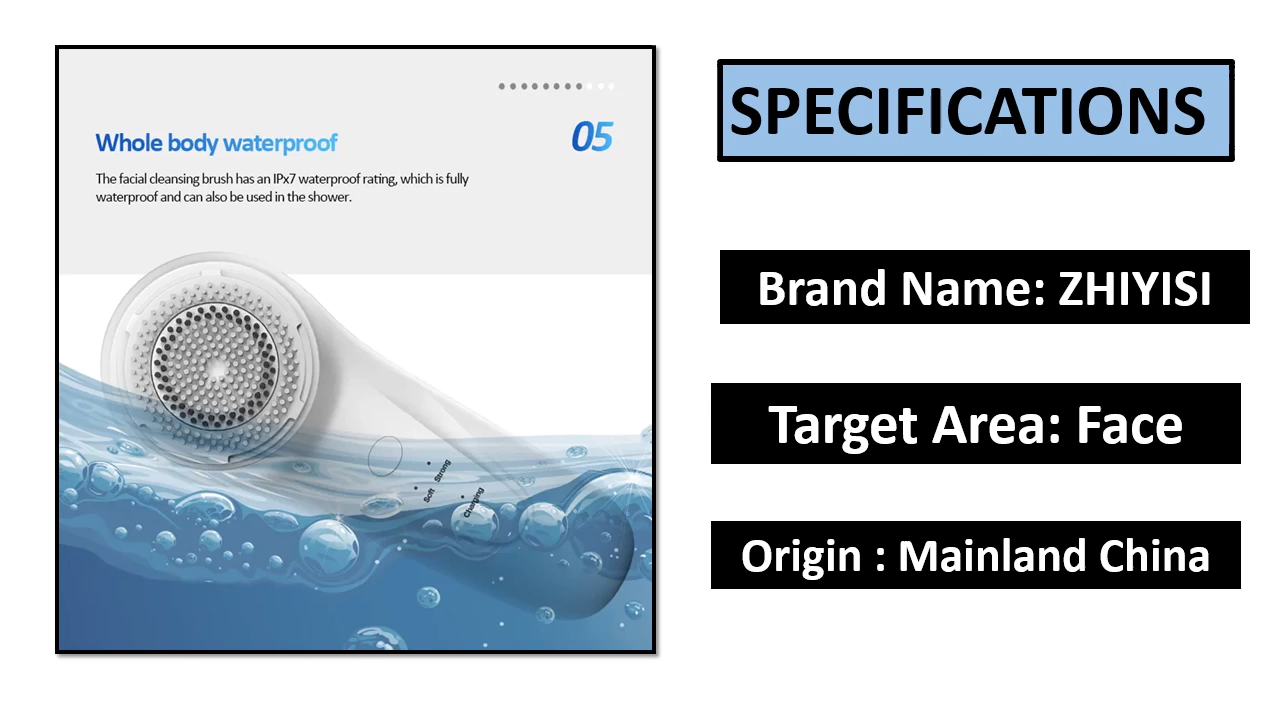 Whole body waterproof
05
The facial cleansing brush has an IPx7 waterproof rating, which is fully
waterproof and can also be used in the shower.
Strong
Soft
Charging
SPECIFICATIONS
Brand Name: ZHIYISI
Target Area: Face
Origin : Mainland China